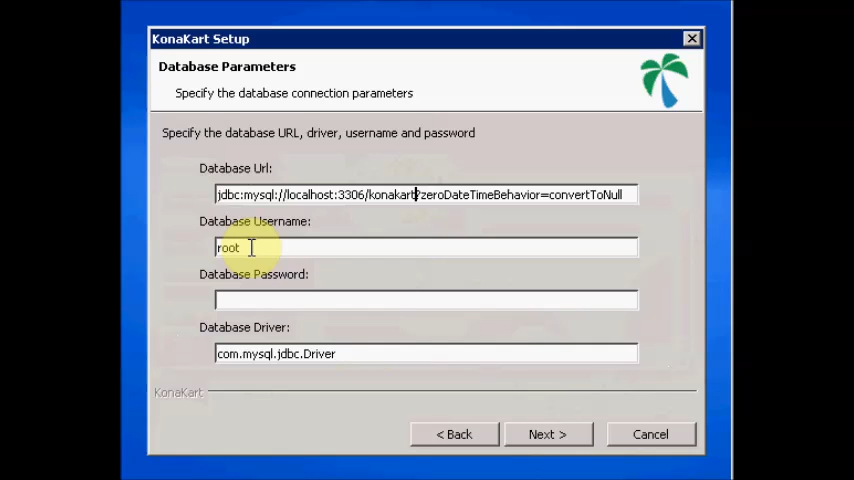 KonaKart Setup
Database Parameters
Specify the database connection parameters
Specify the database URL, driver, username and password
Database Url:
jdbc:mysql://localhost:3306/konakart?zeroDateTimeBehavior=convertToNull
Database Username:
root
Database Password:
Database Driver:
com.mysql.jdbc.Driver
KonaKart
< Back
Next >
Cancel